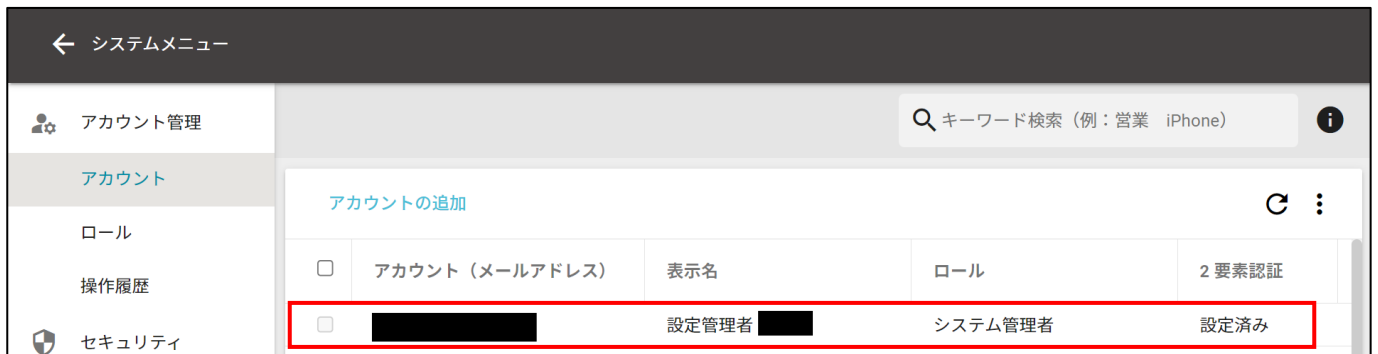 システムメニュー
アカウント管理
キーワード検索（例：営業　iPhone）
アカウント
アカウントの追加
ロール
アカウント（メールアドレス） 表示名 ロール 2 要素認証
操作履歴
設定管理者 システム管理者 設定済み
セキュリティ